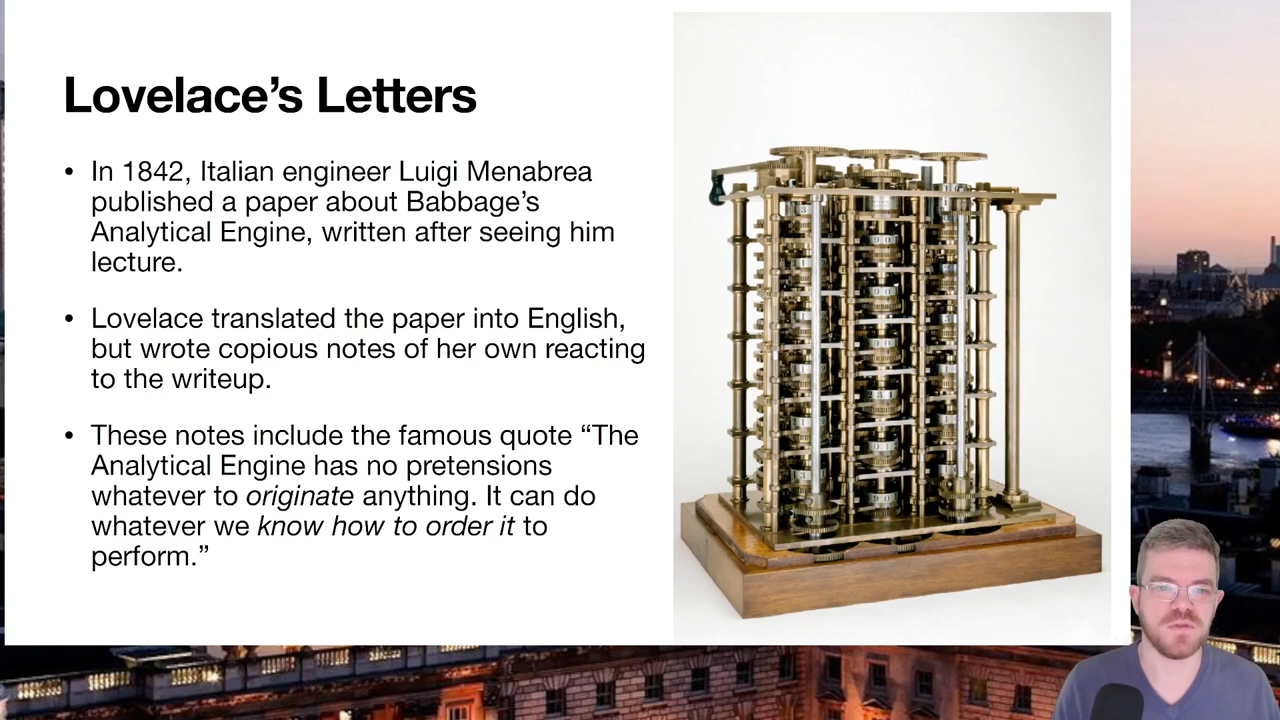 Lovelace’s Letters
• In 1842, Italian engineer Luigi Menabrea
published a paper about Babbage’s
Analytical Engine, written after seeing him
lecture.
• Lovelace translated the paper into English,
but wrote copious notes of her own reacting
to the writeup.
• These notes include the famous quote “The
Analytical Engine has no pretensions
whatever to originate anything. It can do
whatever we know how to order it to
perform.”